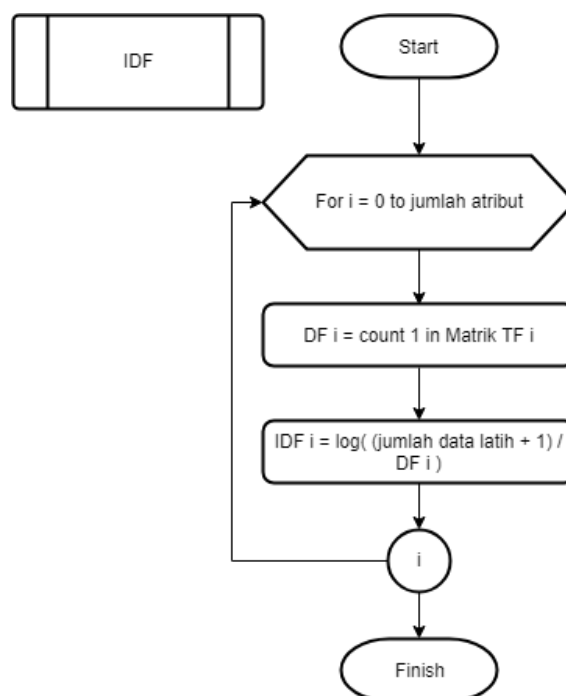 IDF
Start
For i = 0 to jumlah atribut
DF i = count 1 in Matrik TF i
IDF i = log( (jumlah data latih + 1) /
DF i )
i
Finish